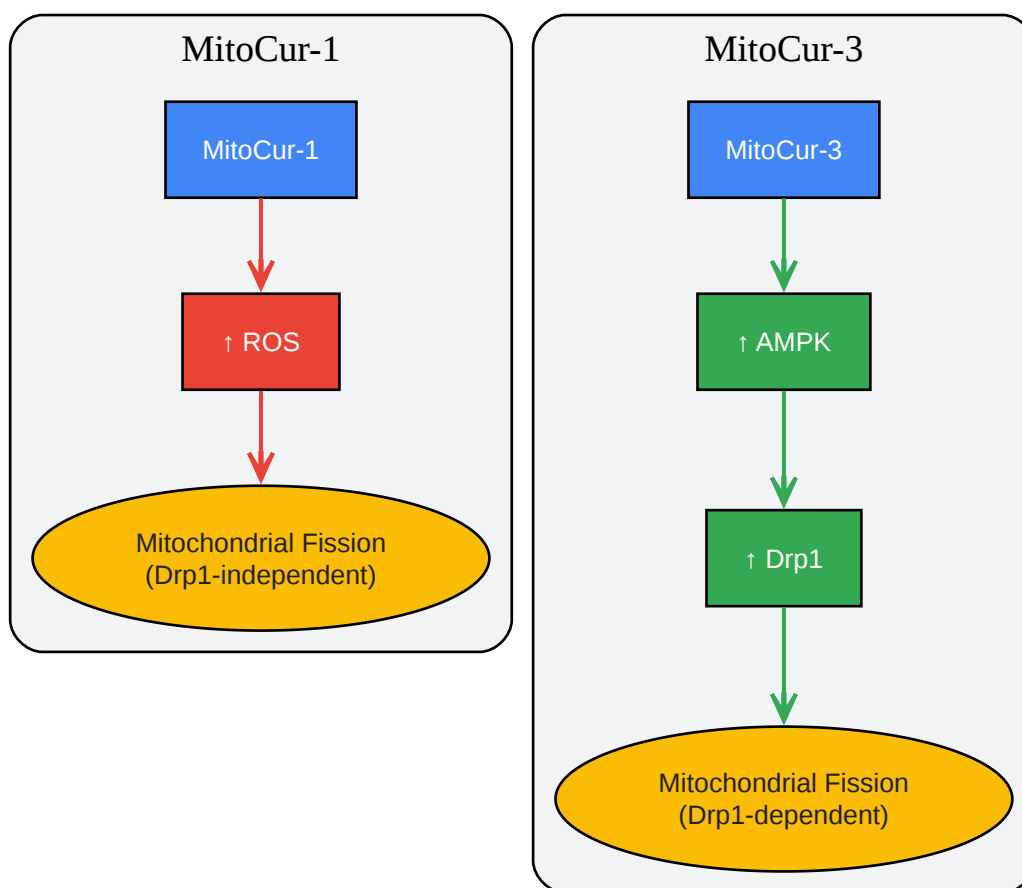 MitoCur-1
MitoCur-1
↑ ROS
Mitochondrial Fission
(Drp1-independent)
MitoCur-3
MitoCur-3
↑ AMPK
↑ Drp1
Mitochondrial Fission
(Drp1-dependent)